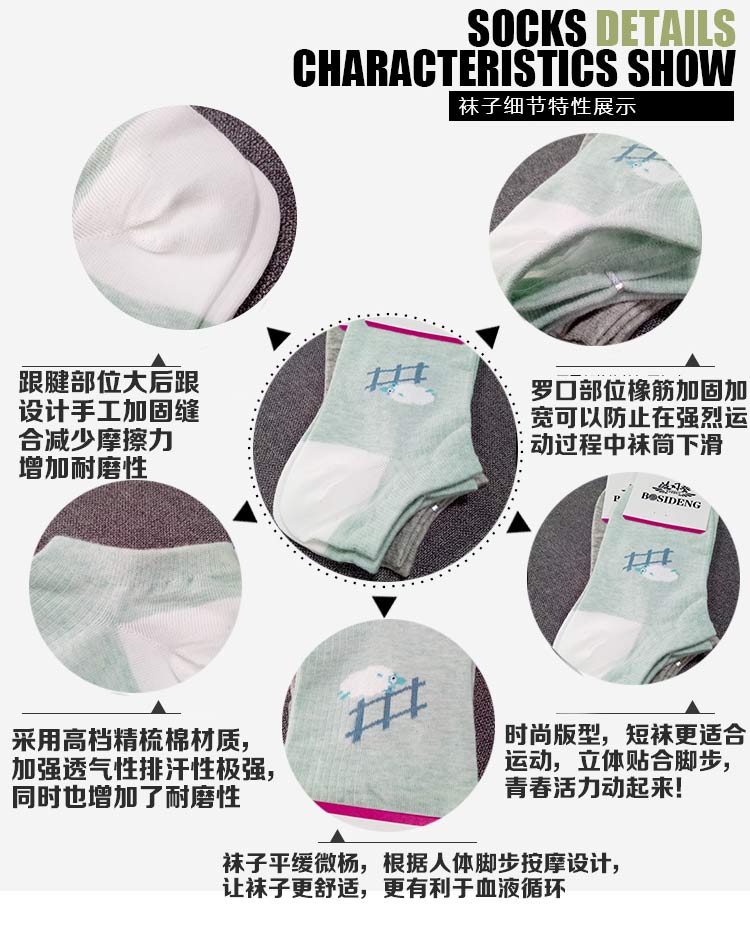 SOCKS DETAILS
CHARACTERISTICS SHOW
袜子细节特性展示
跟腱部位大后跟
设计手工加固缝
合减少摩擦力
增加耐磨性
罗口部位橡筋加固加
宽可以防止在强烈运
动过程中袜筒下滑
BOSIDENG
采用高档精梳棉材质，
加强透气性排汗性极强，
同时也增加了耐磨性
时尚版型，短袜更适合
运动，立体贴合脚步，
青春活力动起来！
袜子平缓微杨，根据人体脚步按摩设计，
让袜子更舒适，更有利于血液循环